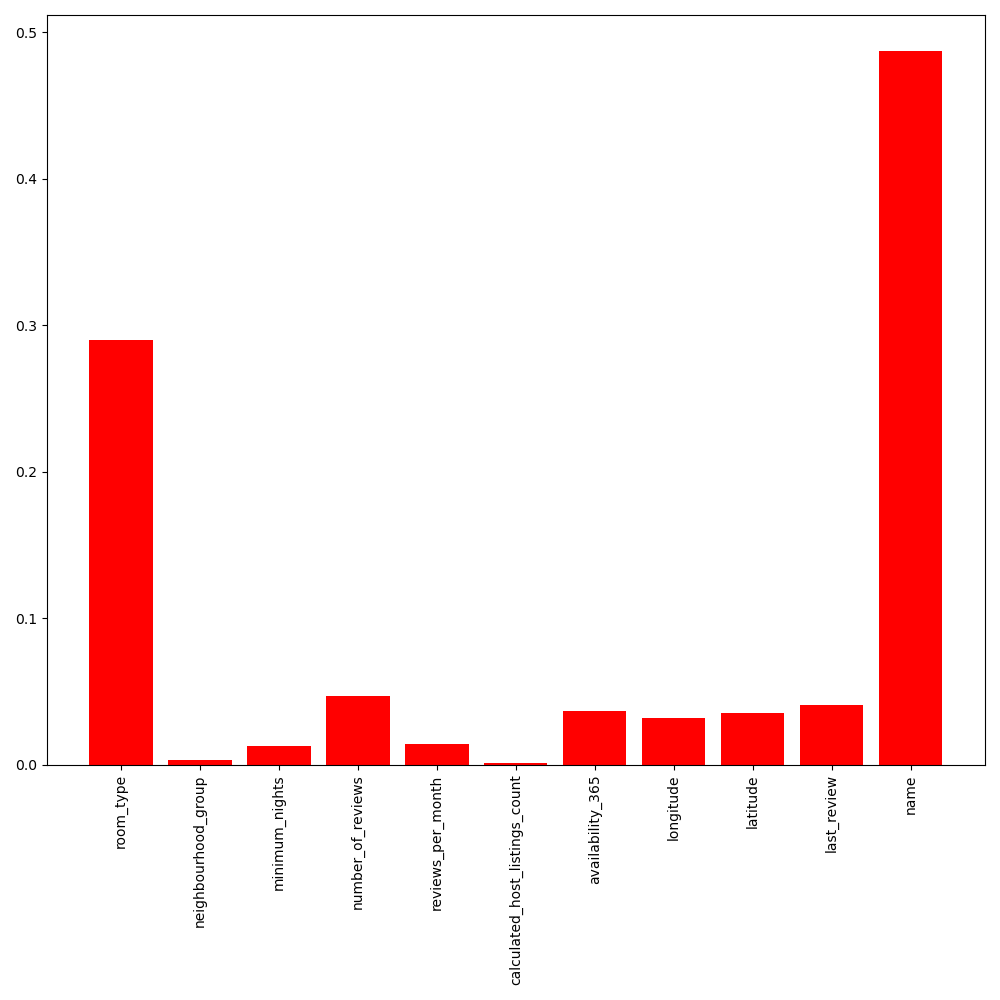 0.5
0.4
0.3
0.2
0.1
0.0
room_type
neighbourhood_group
minimum_nights
number_of_reviews
reviews_per_month
calculated_host_listings_count
availability_365
longitude
latitude
last_review
name